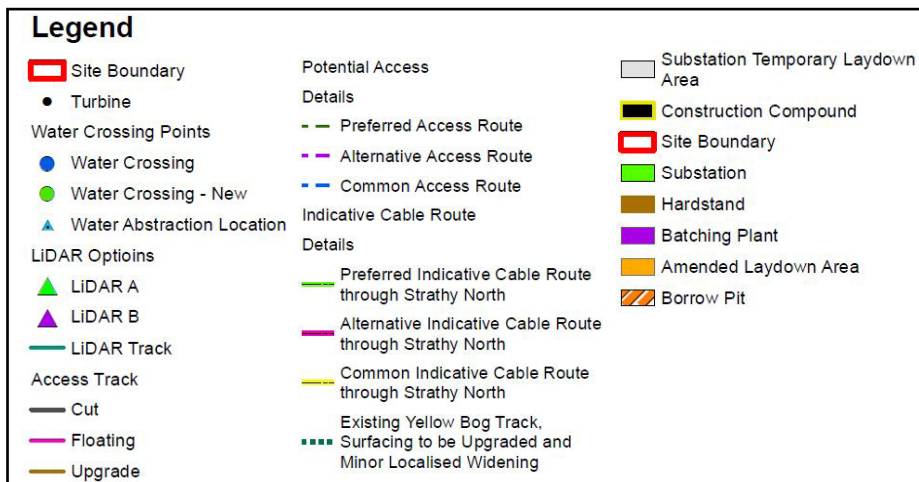 Legend
Site Boundary
Turbine
Water Crossing Points
Water Crossing
Water Crossing - New
Water Abstraction Location
LiDAR Optioins
LiDAR A
LiDAR B
LiDAR Track
Access Track
Cut
Floating
Upgrade
Potential Access
Details
Preferred Access Route
Alternative Access Route
Common Access Route
Indicative Cable Route
Details
Preferred Indicative Cable Route
through Strathy North
Alternative Indicative Cable Route
through Strathy North
Common Indicative Cable Route
through Strathy North
Existing Yellow Bog Track,
Surfacing to be Upgraded and
Minor Localised Widening
Substation Temporary Laydown
Area
Construction Compound
Site Boundary
Substation
Hardstand
Batching Plant
Amended Laydown Area
Borrow Pit